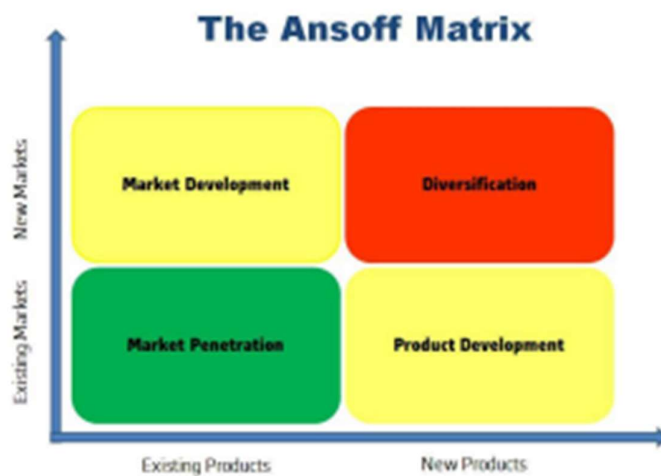 The Ansoff Matrix
New Markets
Market Development
Diversification
Existing Markets
Market Penetration
Product Development
Existing Products
New Products